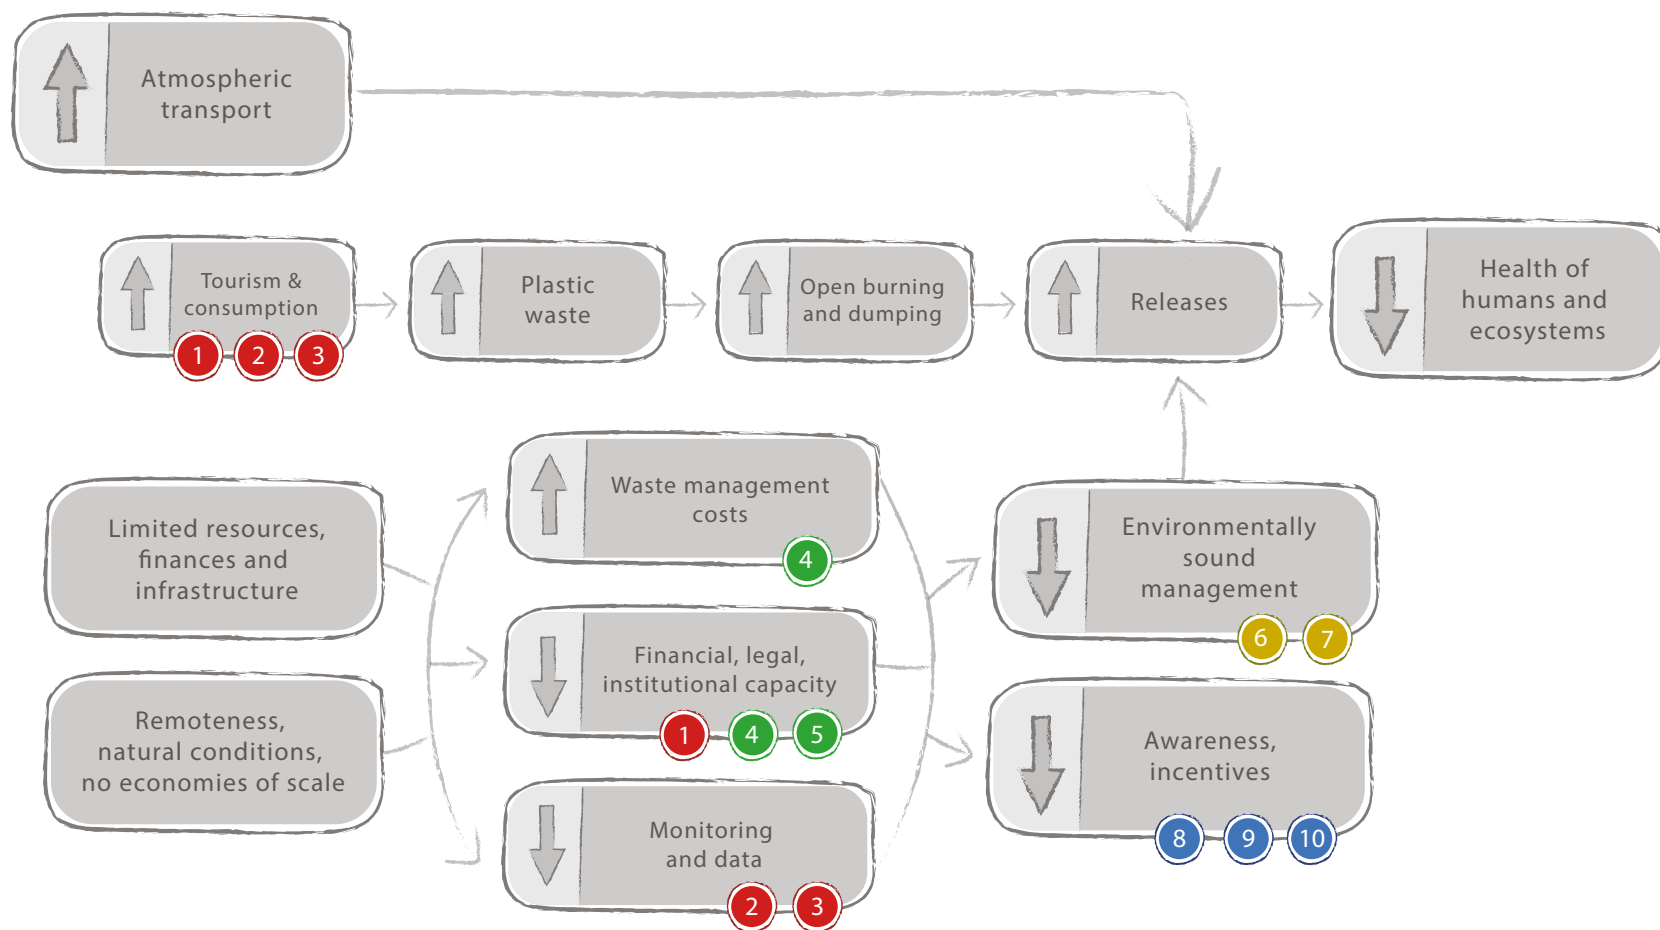 Atmospheric
transport
Tourism &
consumption
1 2 3
Plastic
waste
Open burning
and dumping
Releases
Health of
humans and
ecosystems
Limited resources,
finances and
infrastructure
Remoteness,
natural conditions,
no economies of scale
Waste management
costs
4
Financial, legal,
institutional capacity
1 4 5
Monitoring
and data
2 3
Environmentally
sound
management
6 7
Awareness,
incentives
8 9 10